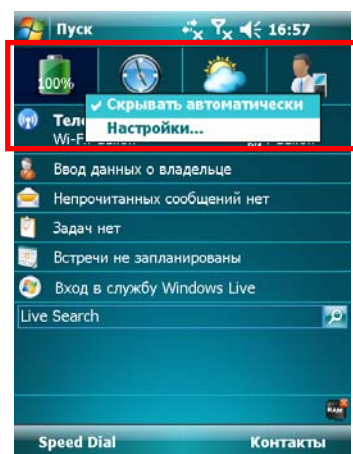 Пуск 16:57
100%
Скрывать автоматически
Настройки...
Wi-Fi
Ввод данных о владельце
Непрочитанных сообщений нет
Задач нет
Встречи не запланированы
Вход в службу Windows Live
Live Search
RAM
Speed Dial Контакты